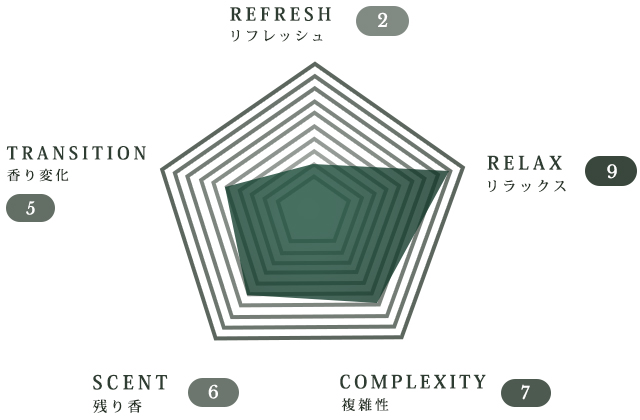 REFRESH
リフレッシュ
2
TRANSITION
香り変化
5
RELAX
リラックス
9
SCENT
残り香
6
COMPLEXITY
複雑性
7